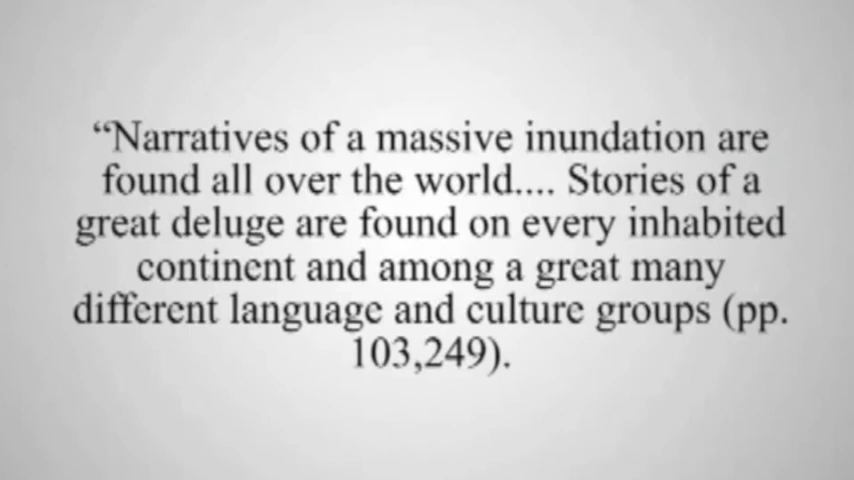 “Narratives of a massive inundation are
found all over the world.... Stories of a
great deluge are found on every inhabited
continent and among a great many
different language and culture groups (pp.
103,249).